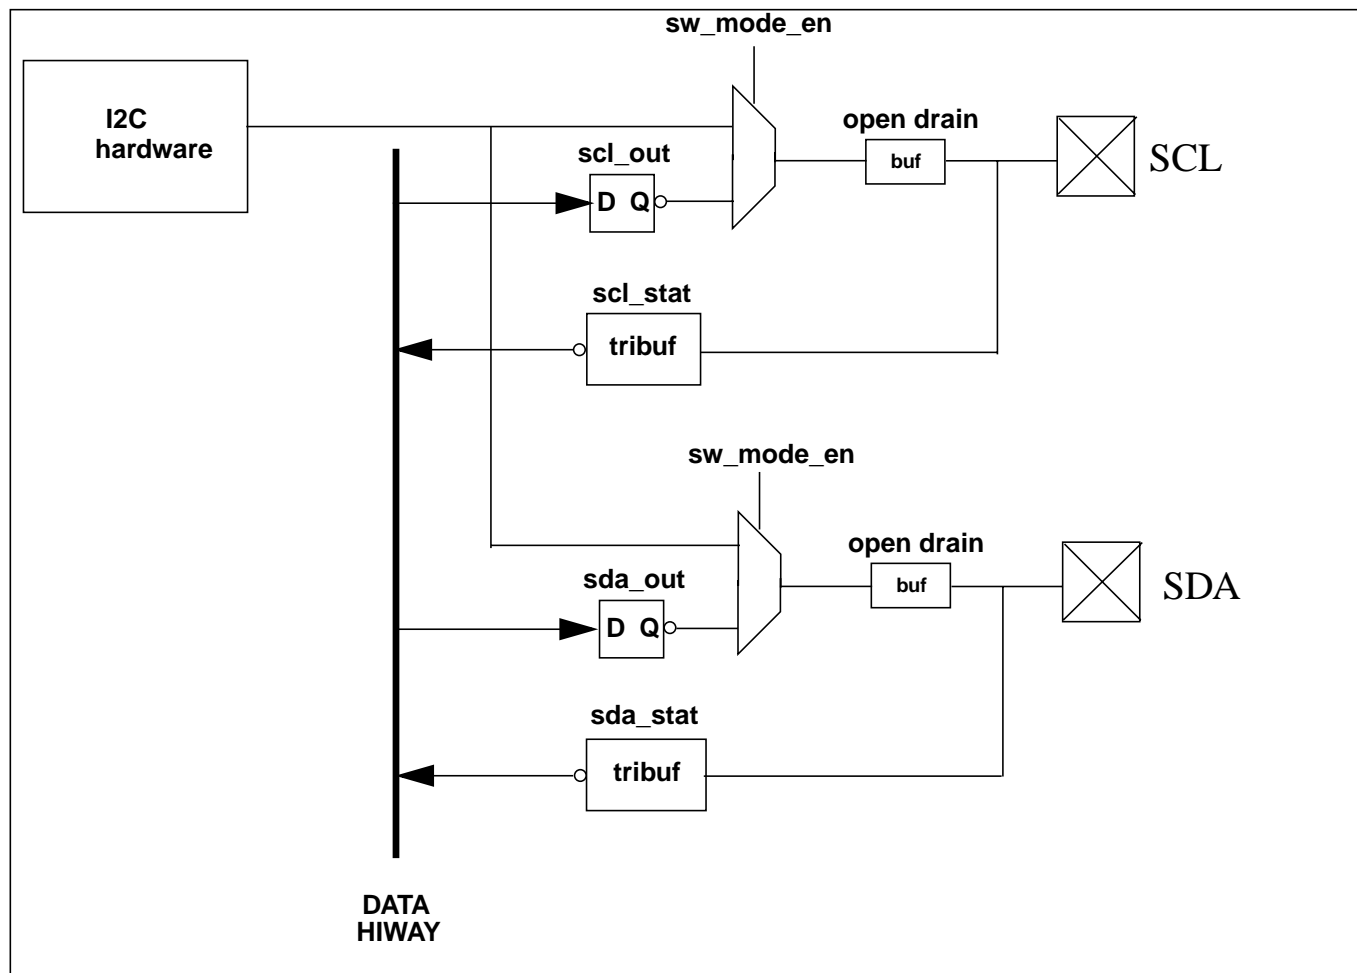 sw_mode_en
I2C
hardware
open drain
scl_out
buf
SCL
D Q
scl_stat
tribuf
sw_mode_en
open drain
sda_out
buf
SDA
D Q
sda_stat
tribuf
DATA
HIWAY